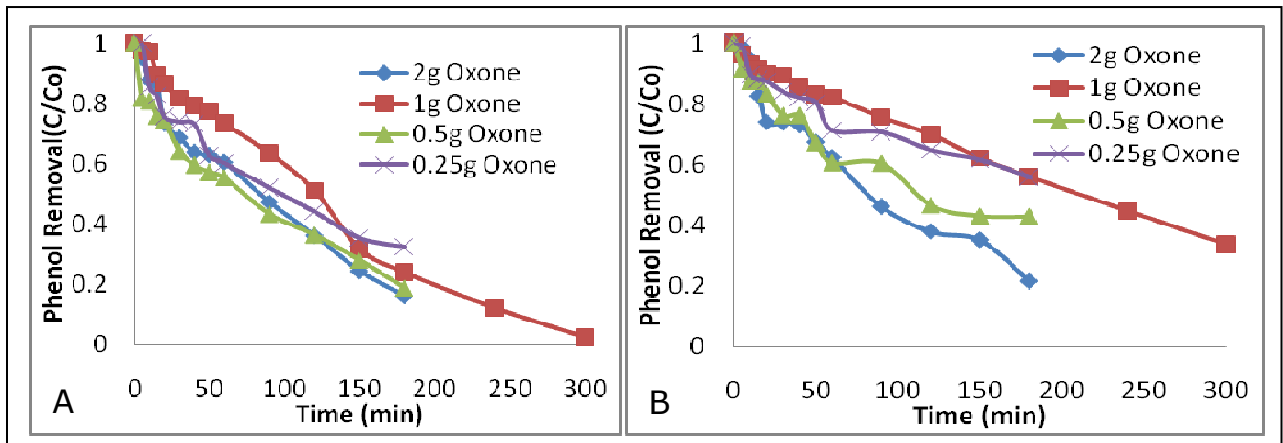 1
0.8
0.6
0.4
0.2
0
Phenol Removal(C/Co)
2g Oxone
1g Oxone
0.5g Oxone
0.25g Oxone
0 50 100 150 200 250 300
Time (min)
A
1
0.8
0.6
0.4
0.2
0
Phenol Removal (C/Co)
2g Oxone
1g Oxone
0.5g Oxone
0.25g Oxone
0 50 100 150 200 250 300
Time (min)
B